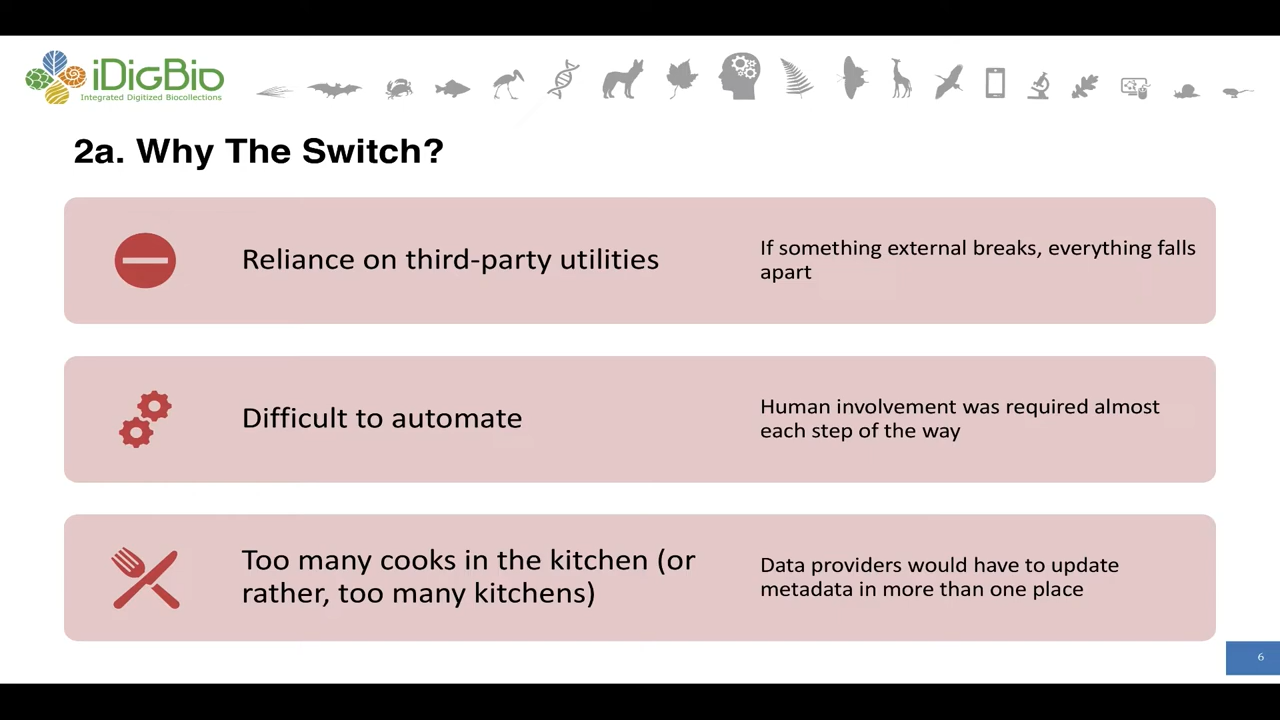 iDigBio
Integrated Digitized Biocollections
2a. Why The Switch?
Reliance on third-party utilities
If something external breaks, everything falls
apart
Difficult to automate
Human involvement was required almost
each step of the way
Too many cooks in the kitchen (or
rather, too many kitchens)
Data providers would have to update
metadata in more than one place
6